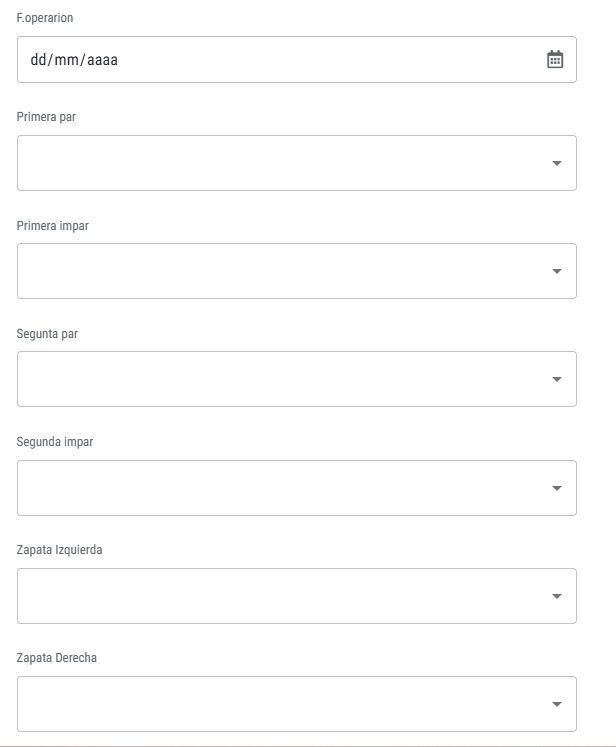 F.operarion
dd/mm/aaaa
Primera par
Primera impar
Segunta par
Segunda impar
Zapata Izquierda
Zapata Derecha